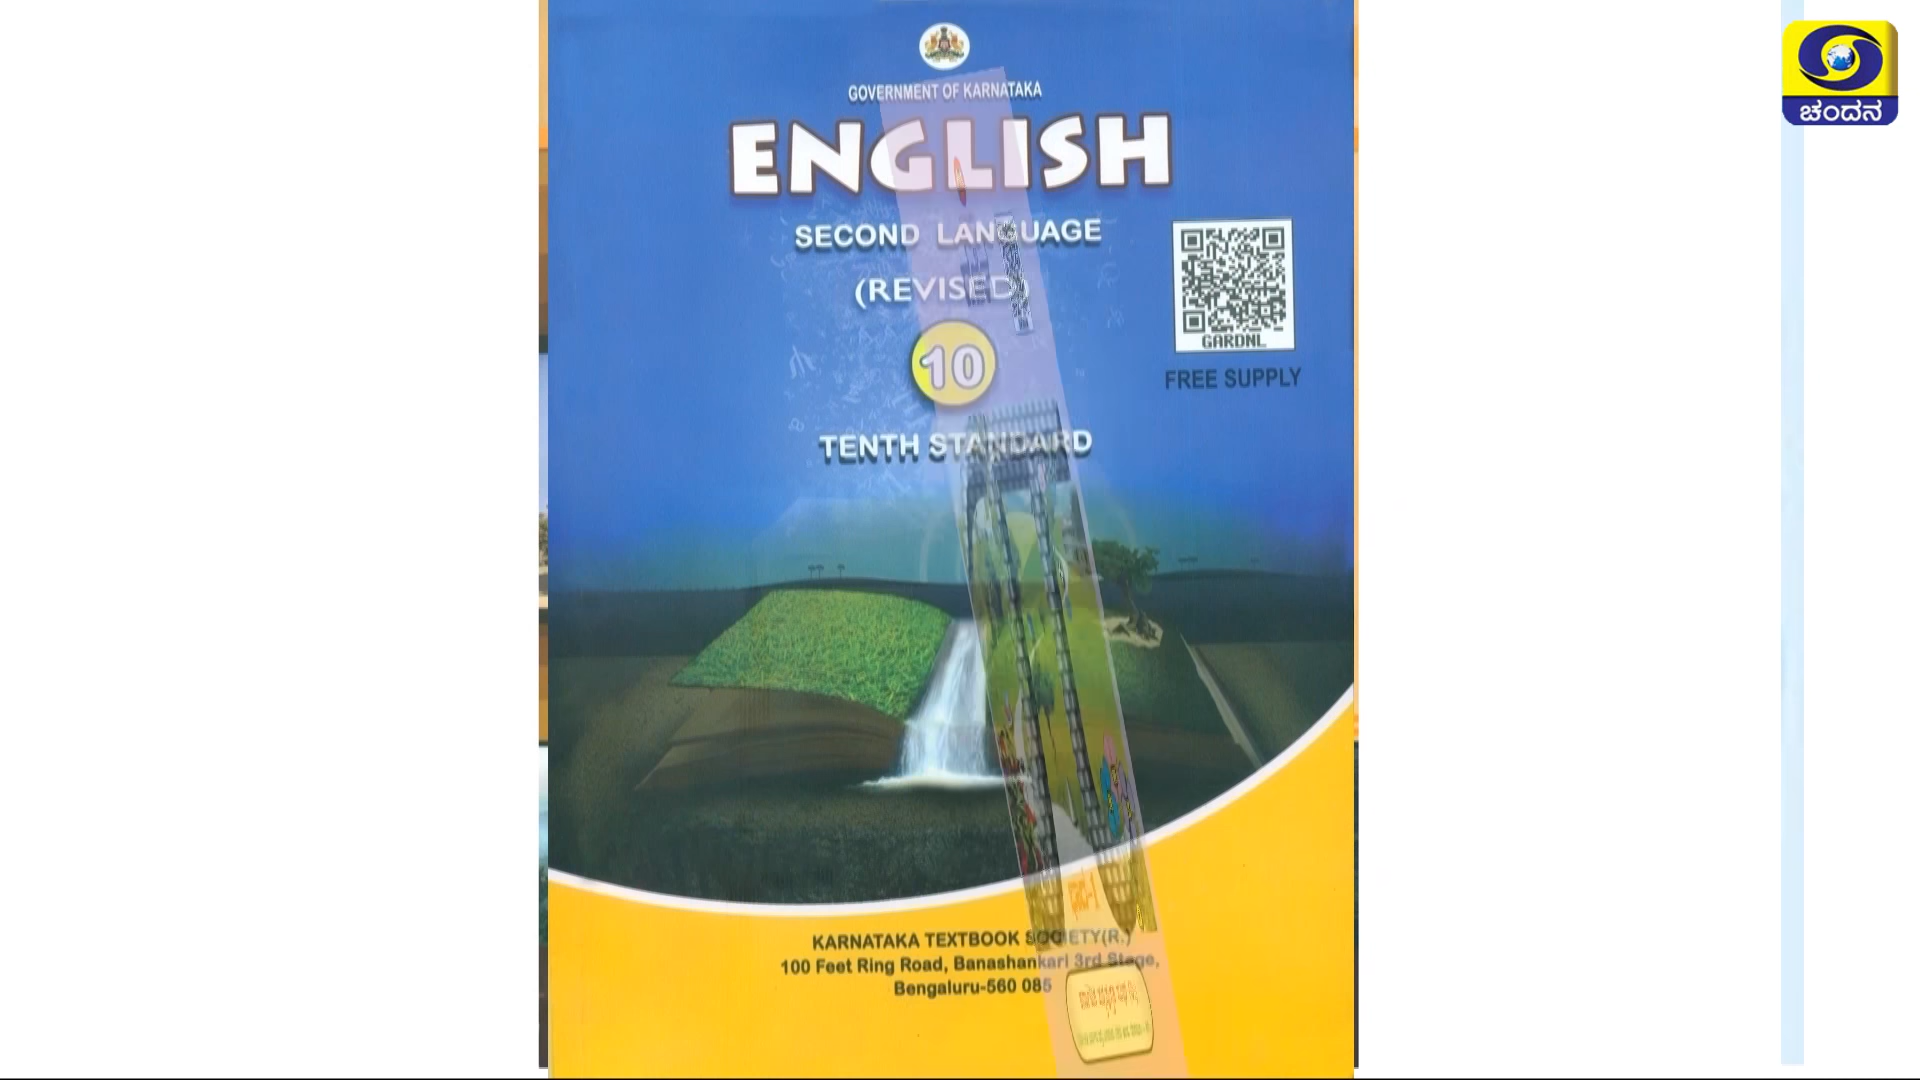 GOVERNMENT OF KARNATAKA
ENGLISH
SECOND LANGUAGE
(REVISED)
10
TENTH STANDARD
GARDNL
FREE SUPPLY
KARNATAKA TEXTBOOK SOCIETY(R.)
100 Feet Ring Road, Banashankari 3rd Stage,
Bengaluru-560 085
ಚಂದನ